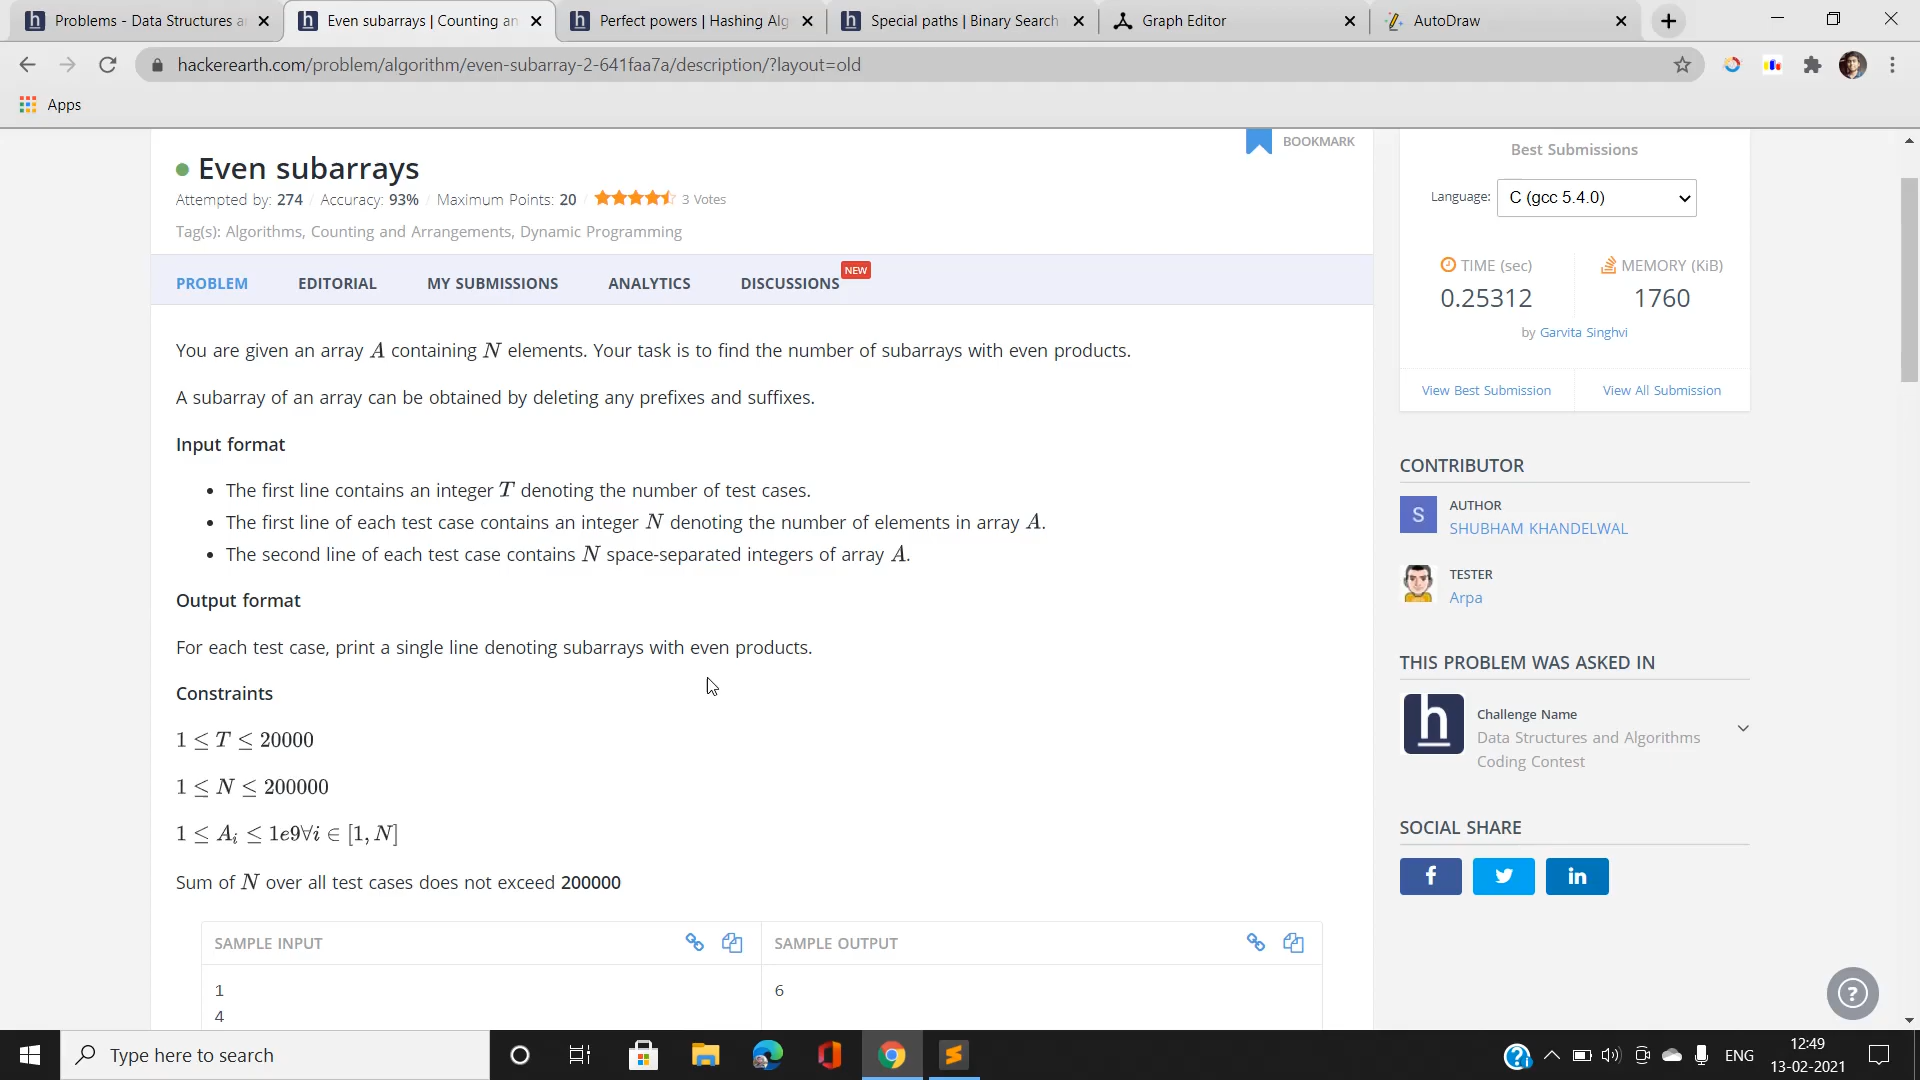 Problems - Data Structures a
Even subarrays | Counting an
Perfect powers | Hashing Alg
Special paths | Binary Search
Graph Editor
AutoDraw
hackerearth.com/problem/algorithm/even-subarray-2-641faa7a/description/?layout=old
Apps
BOOKMARK
Even subarrays
Attempted by: 274 / Accuracy: 93% / Maximum Points: 20 / 3 Votes
Tag(s): Algorithms, Counting and Arrangements, Dynamic Programming
PROBLEM EDITORIAL MY SUBMISSIONS ANALYTICS DISCUSSIONS NEW
You are given an array A containing N elements. Your task is to find the number of subarrays with even products.
A subarray of an array can be obtained by deleting any prefixes and suffixes.
Input format
• The first line contains an integer T denoting the number of test cases.
• The first line of each test case contains an integer N denoting the number of elements in array A.
• The second line of each test case contains N space-separated integers of array A.
Output format
For each test case, print a single line denoting subarrays with even products.
Constraints
1 ≤ T ≤ 20000
1 ≤ N ≤ 200000
1 ≤ Ai ≤ 1e9∀i ∈ [1, N]
Sum of N over all test cases does not exceed 200000
SAMPLE INPUT
1
4
SAMPLE OUTPUT
6
Best Submissions
Language: C (gcc 5.4.0)
TIME (sec)
0.25312
MEMORY (KiB)
1760
by Garvita Singhvi
View Best Submission
View All Submission
CONTRIBUTOR
S
AUTHOR
SHUBHAM KHANDELWAL
TESTER
Arpa
THIS PROBLEM WAS ASKED IN
h
Challenge Name
Data Structures and Algorithms
Coding Contest
SOCIAL SHARE
f
in
?
Type here to search
ENG
12:49
13-02-2021